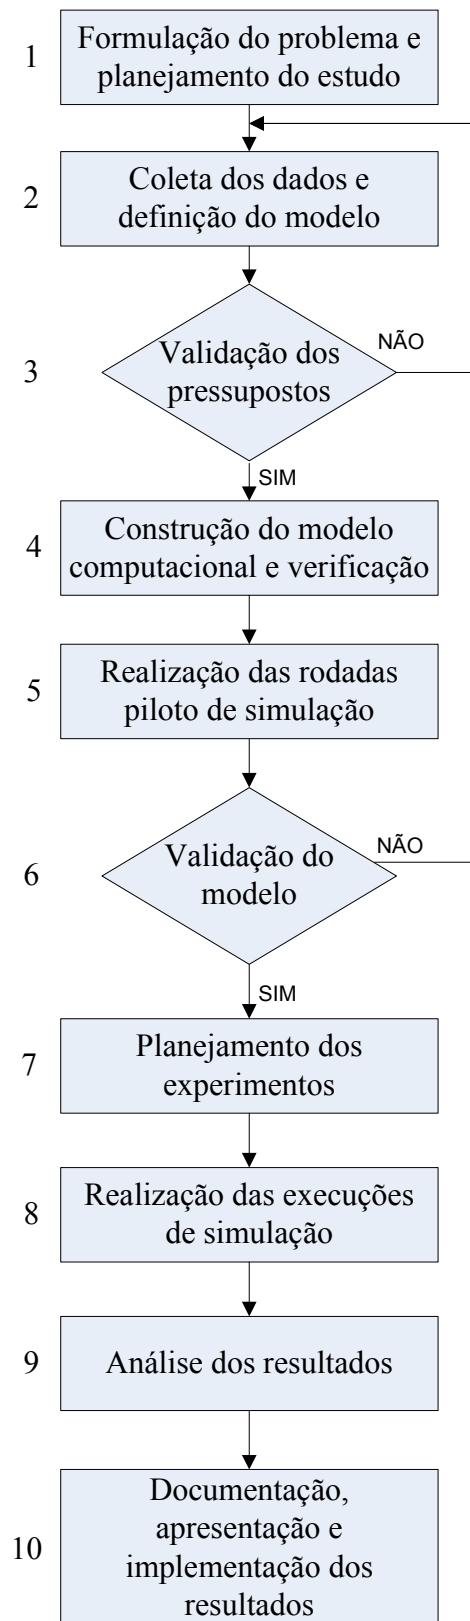 1
Formulação do problema e
planejamento do estudo
2
Coleta dos dados e
definição do modelo
3
Validação dos
pressupostos
NÃO
SIM
4
Construção do modelo
computacional e verificação
5
Realização das rodadas
piloto de simulação
6
Validação do
modelo
NÃO
SIM
7
Planejamento dos
experimentos
8
Realização das execuções
de simulação
9
Análise dos resultados
10
Documentação,
apresentação e
implementação dos
resultados